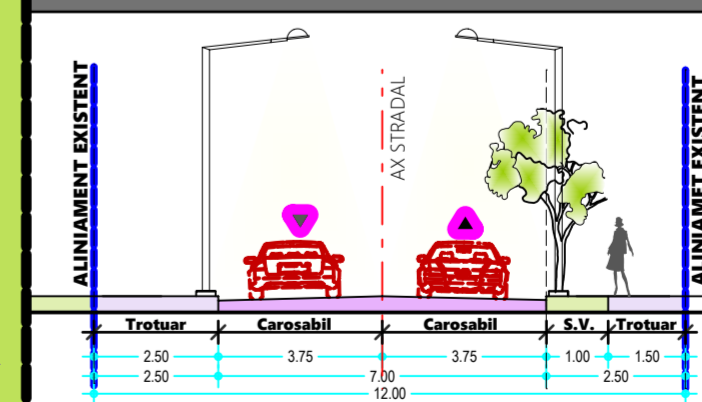 ALINIAMENT EXISTENT
AX STRADAL
ALINIAMET EXISTENT
Trotuar Carosabil Carosabil S.V. Trotuar
2.50 3.75 3.75 1.00 1.50
2.50 7.00 2.50
12.00